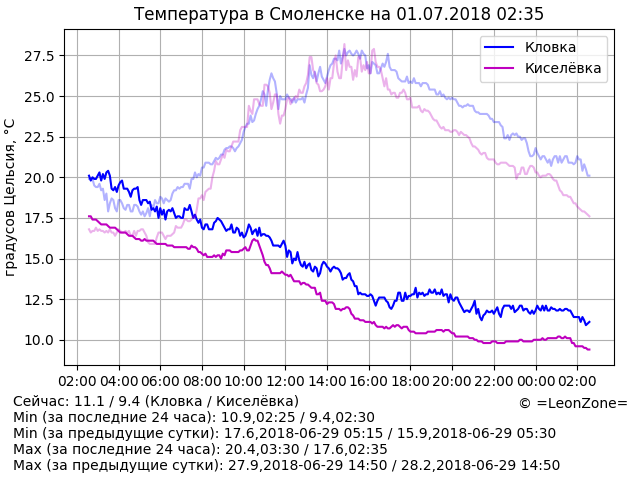 Температура в Смоленске на 01.07.2018 02:35
градусов Цельсия, °C
27.5
25.0
22.5
20.0
17.5
15.0
12.5
10.0
Кловка
Киселёвка
02:00 04:00 06:00 08:00 10:00 12:00 14:00 16:00 18:00 20:00 22:00 00:00 02:00
Сейчас: 11.1 / 9.4 (Кловка / Киселёвка)
© =LeonZone=
Min (за последние 24 часа): 10.9,02:25 / 9.4,02:30
Min (за предыдущие сутки): 17.6,2018-06-29 05:15 / 15.9,2018-06-29 05:30
Max (за последние 24 часа): 20.4,03:30 / 17.6,02:35
Max (за предыдущие сутки): 27.9,2018-06-29 14:50 / 28.2,2018-06-29 14:50